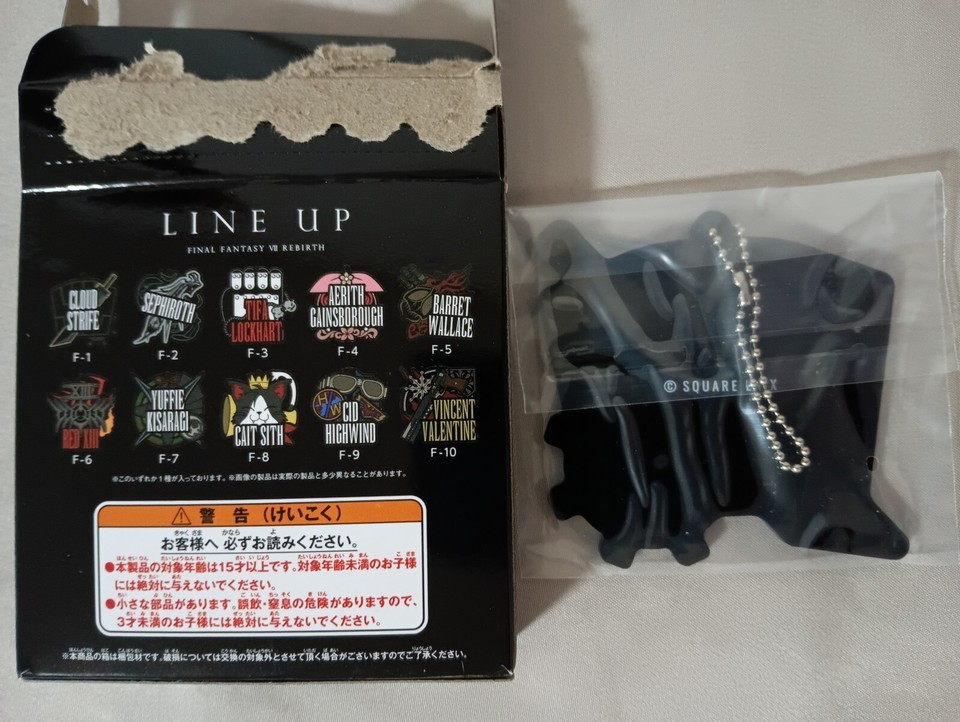 LINE UP
FINAL FANTASY VII REBIRTH
CLOUD STRIFE
SEPHIROTH
TIFA LOCKHART
AERITH GAINSBOROUGH
BARRET WALLACE
F-1 F-2 F-3 F-4 F-5
XIII RED XIII
YUFFIE KISARAGI
CAIT SITH
CID HIGHWIND
VINCENT VALENTINE
F-6 F-7 F-8 F-9 F-10
※このいずれか1種が入っております。※画像の製品は実際の製品と多少異なることがあります。
警告(けいこく)
お客様へ 必ずお読みください。
●本製品の対象年齢は15才以上です。対象年齢未満のお子様
には絶対に与えないでください。
●小さな部品があります。誤飲・窒息の危険がありますので、
3才未満のお子様には絶対に与えないでください。
※本商品の箱は梱包材です。破損については交換の対象外とさせて頂く場合がございますのでご了承ください。
© SQUARE